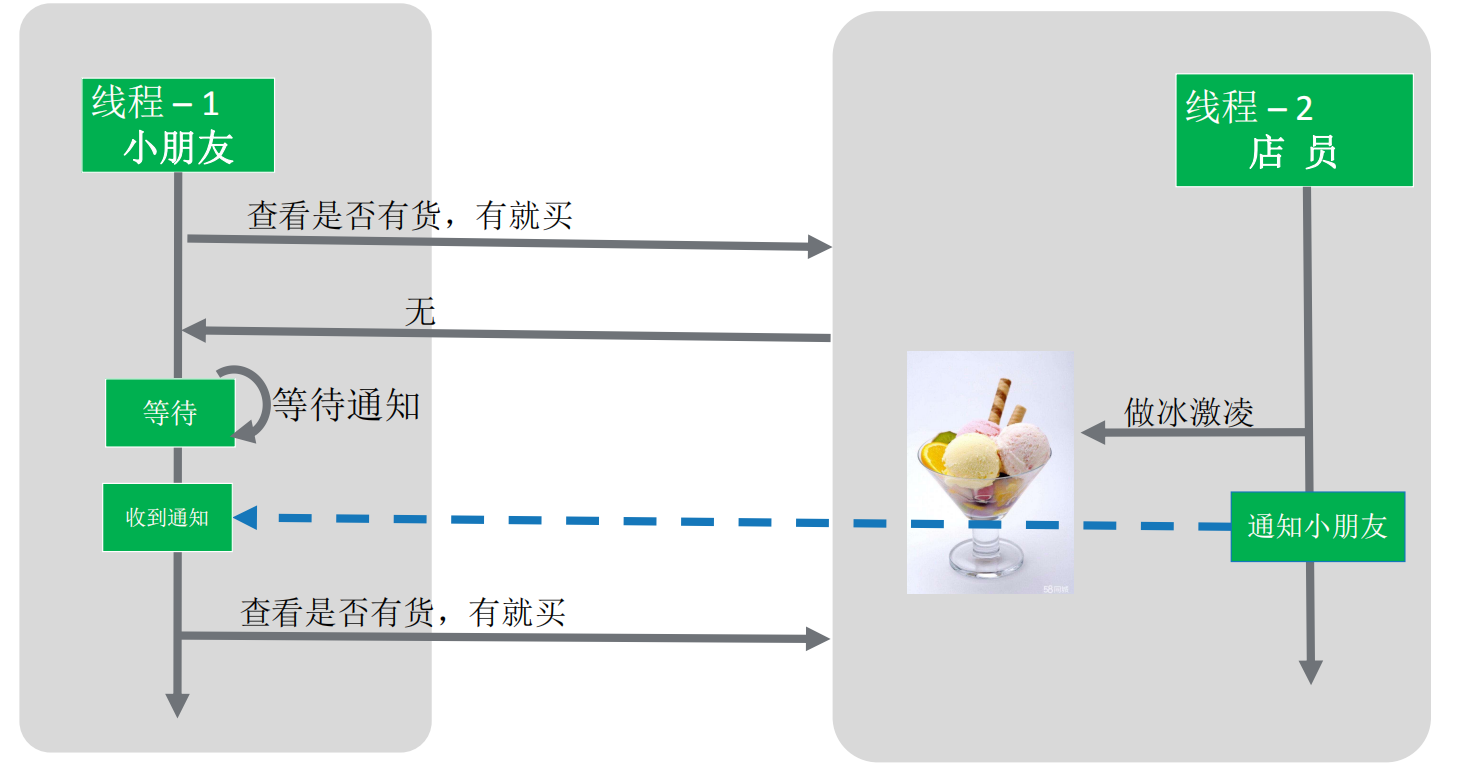 线程 – 1
小朋友
线程 – 2
店 员
查看是否有货，有就买
无
等待
等待通知
做冰激凌
收到通知
通知小朋友
查看是否有货，有就买